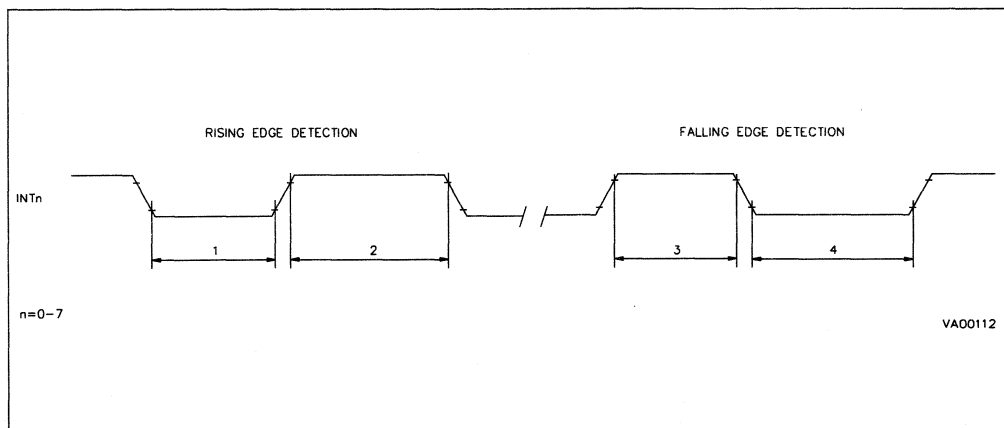 RISING EDGE DETECTION
FALLING EDGE DETECTION
INTn
1
2
3
4
n=0-7
VA00112